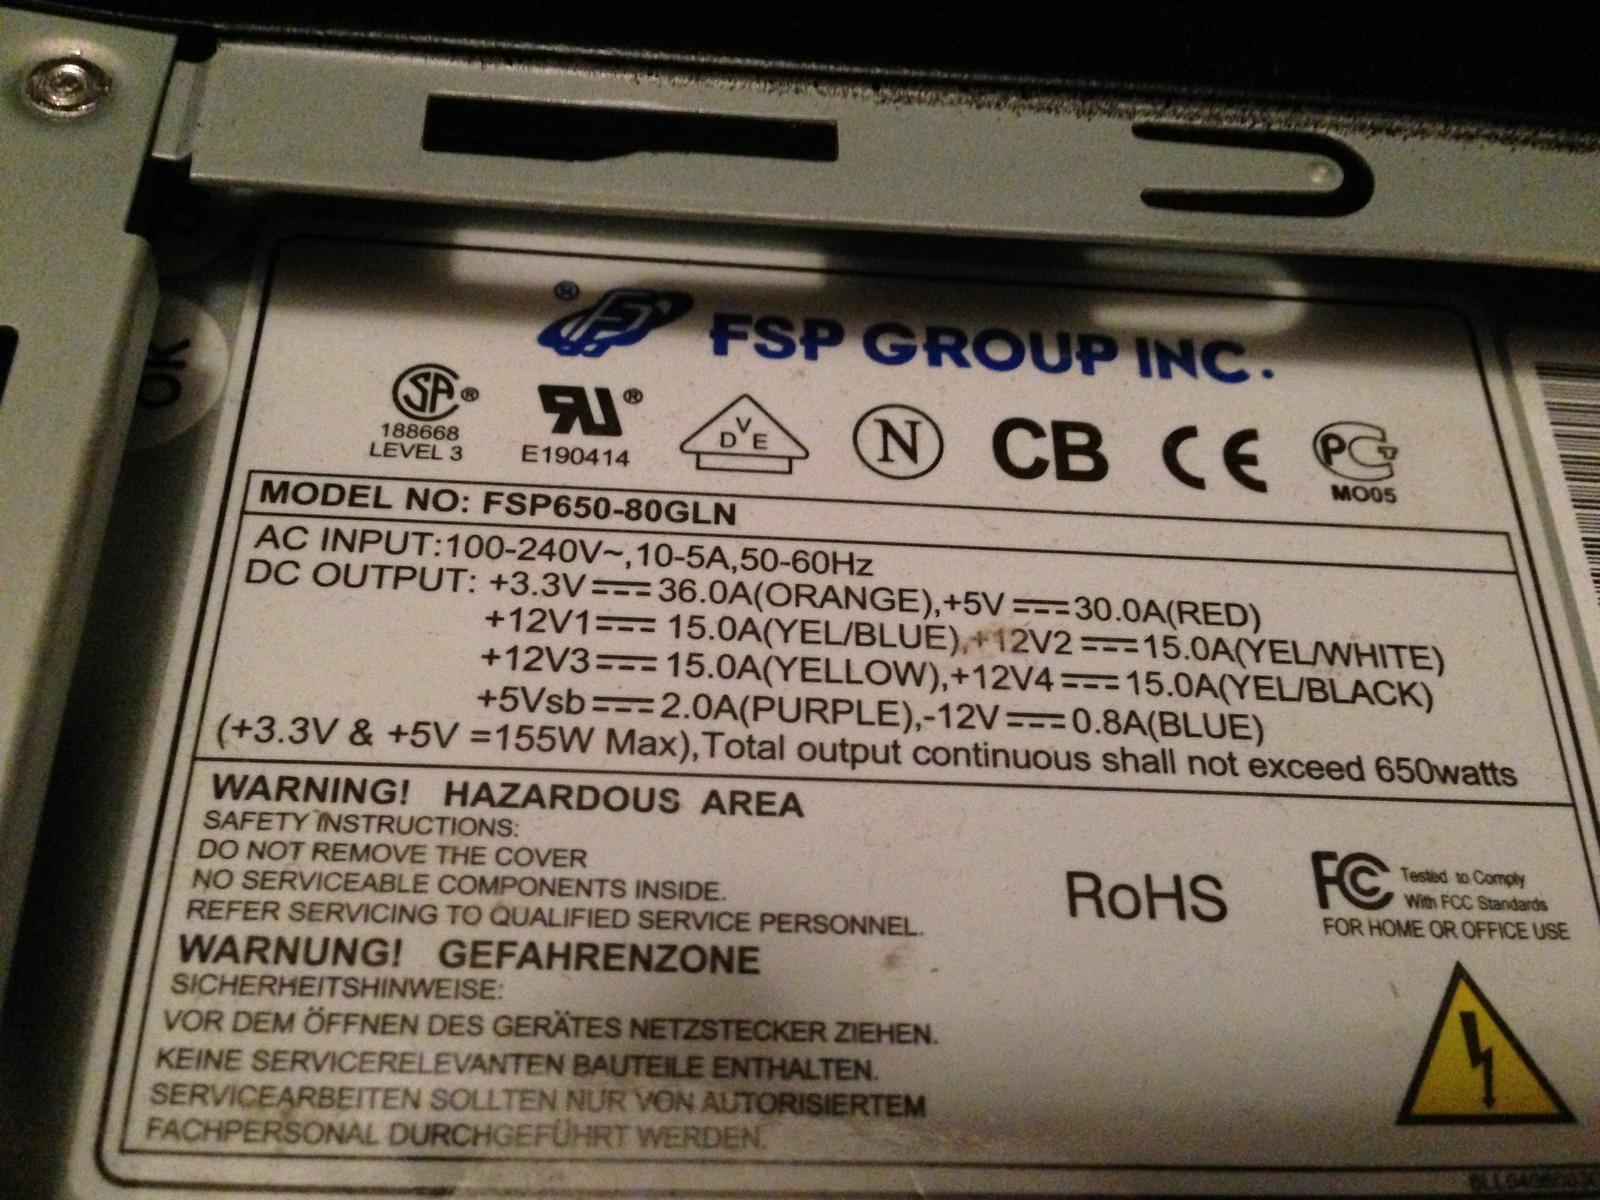 OK
® FSP GROUP INC.
SA®
188668
LEVEL 3
RU®
E190414
DVE
N
CB
CE
PG
MO05
MODEL NO: FSP650-80GLN
AC INPUT:100-240V~,10-5A,50-60Hz
DC OUTPUT: +3.3V⎓36.0A(ORANGE),+5V⎓30.0A(RED)
+12V1⎓ 15.0A(YEL/BLUE),+12V2⎓15.0A(YEL/WHITE)
+12V3⎓15.0A(YELLOW),+12V4⎓15.0A(YEL/BLACK)
+5Vsb⎓2.0A(PURPLE),-12V⎓0.8A(BLUE)
(+3.3V & +5V =155W Max),Total output continuous shall not exceed 650watts
WARNING! HAZARDOUS AREA
SAFETY INSTRUCTIONS:
DO NOT REMOVE THE COVER
NO SERVICEABLE COMPONENTS INSIDE.
REFER SERVICING TO QUALIFIED SERVICE PERSONNEL.
WARNUNG! GEFAHRENZONE
SICHERHEITSHINWEISE:
VOR DEM ÖFFNEN DES GERÄTES NETZSTECKER ZIEHEN.
KEINE SERVICERELEVANTEN BAUTEILE ENTHALTEN.
SERVICEARBEITEN SOLLTEN NUR VON AUTORISIERTEM
FACHPERSONAL DURCHGEFÜHRT WERDEN.
RoHS
FC Tested to Comply
With FCC Standards
FOR HOME OR OFFICE USE